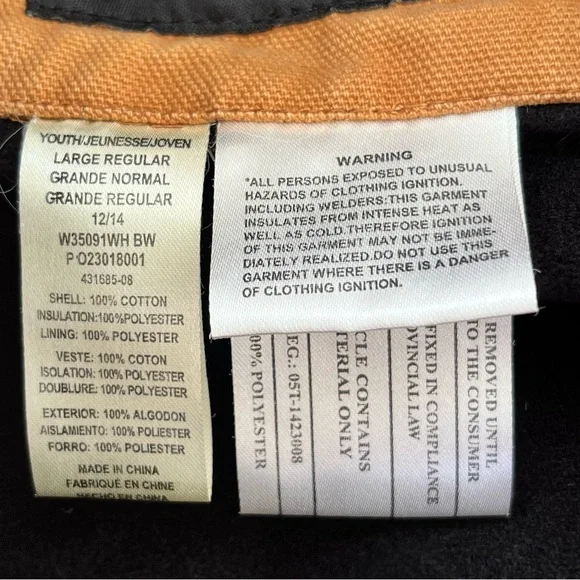 YOUTH/JEUNESSE/JOVEN
LARGE REGULAR
GRANDE NORMAL
GRANDE REGULAR
12/14
W35091WH BW
P.O23018001
431685-08
SHELL: 100% COTTON
INSULATION:100%POLYESTER
LINING: 100% POLYESTER
VESTE: 100% COTON
ISOLATION: 100% POLYESTER
DOUBLURE: 100% POLYESTER
EXTERIOR: 100% ALGODON
AISLAMIENTO: 100% POLIESTER
FORRO: 100% POLIESTER
MADE IN CHINA
FABRIQUÉ EN CHINE
HECHO EN CHINA
WARNING
*ALL PERSONS EXPOSED TO UNUSUAL
HAZARDS OF CLOTHING IGNITION.
INCLUDING WELDERS:THIS GARMENT
INSULATES FROM INTENSE HEAT AS
WELL AS COLD.THEREFORE IGNITION
OF THIS GARMENT MAY NOT BE IMME-
DIATELY REALIZED.DO NOT USE THIS
GARMENT WHERE THERE IS A DANGER
OF CLOTHING IGNITION.
REMOVED UNTIL
TO THE CONSUMER
FFIXED IN COMPLIANCE
OVINCIAL LAW
CLE CONTAINS
TERIAL ONLY
EG.: 05T-1423008
00% POLYESTER